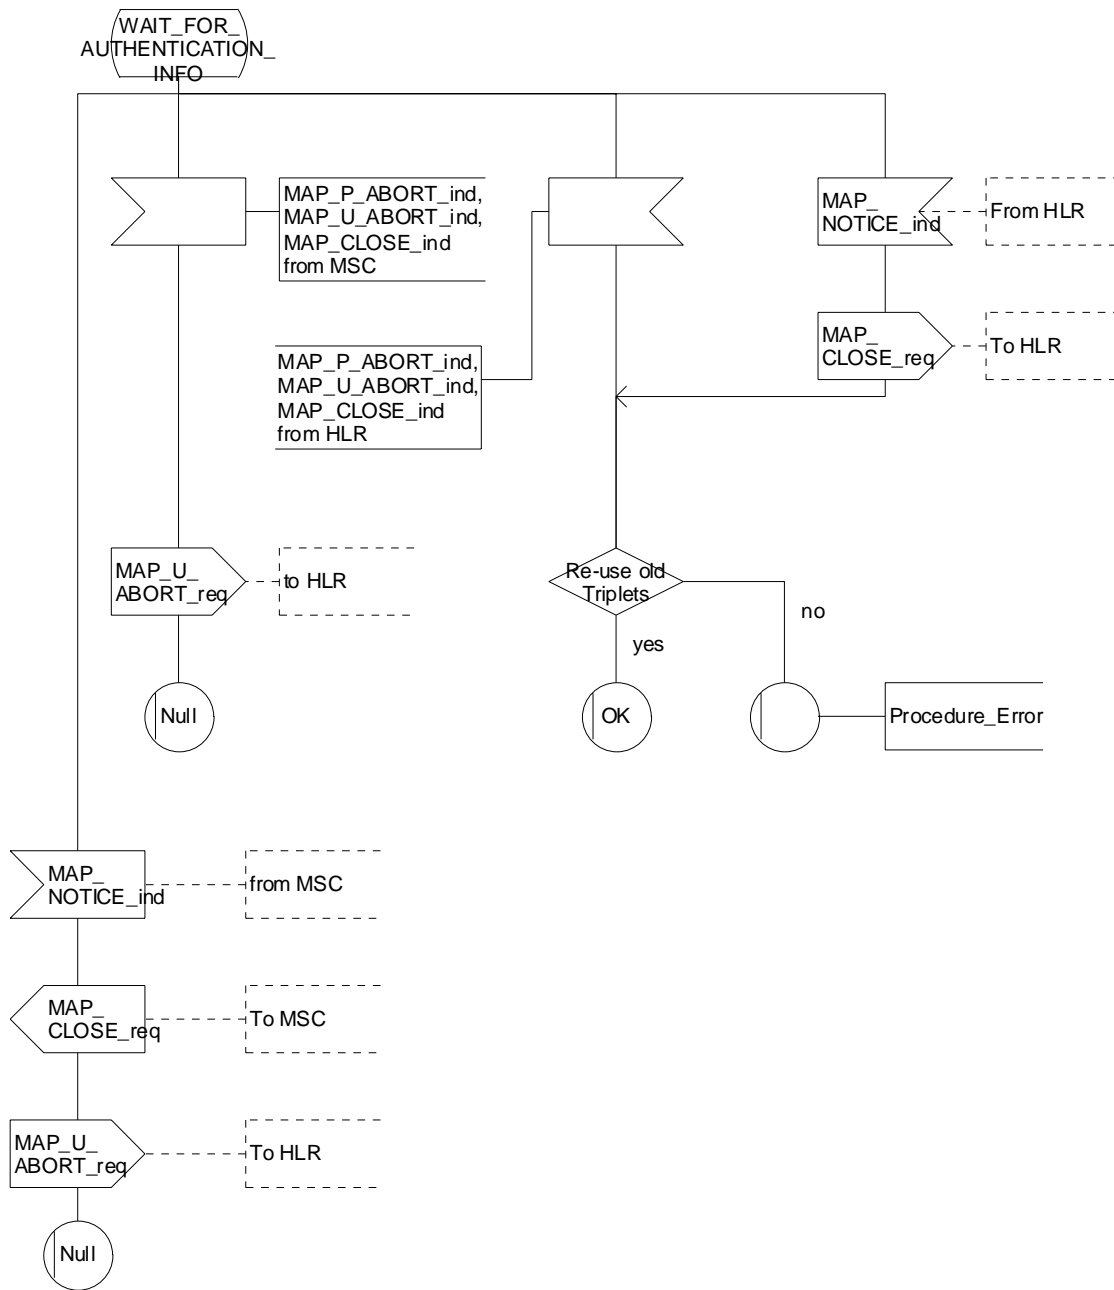 WAIT_FOR_
AUTHENTICATION_
INFO
MAP_P_ABORT_ind,
MAP_U_ABORT_ind,
MAP_CLOSE_ind
from MSC
MAP_
NOTICE_ind
From HLR
MAP_P_ABORT_ind,
MAP_U_ABORT_ind,
MAP_CLOSE_ind
from HLR
MAP_
CLOSE_req
To HLR
MAP_U_
ABORT_req
to HLR
Re-use old
Triplets
no
yes
Null
OK
Procedure_Error
MAP_
NOTICE_ind
from MSC
MAP_
CLOSE_req
To MSC
MAP_U_
ABORT_req
To HLR
Null